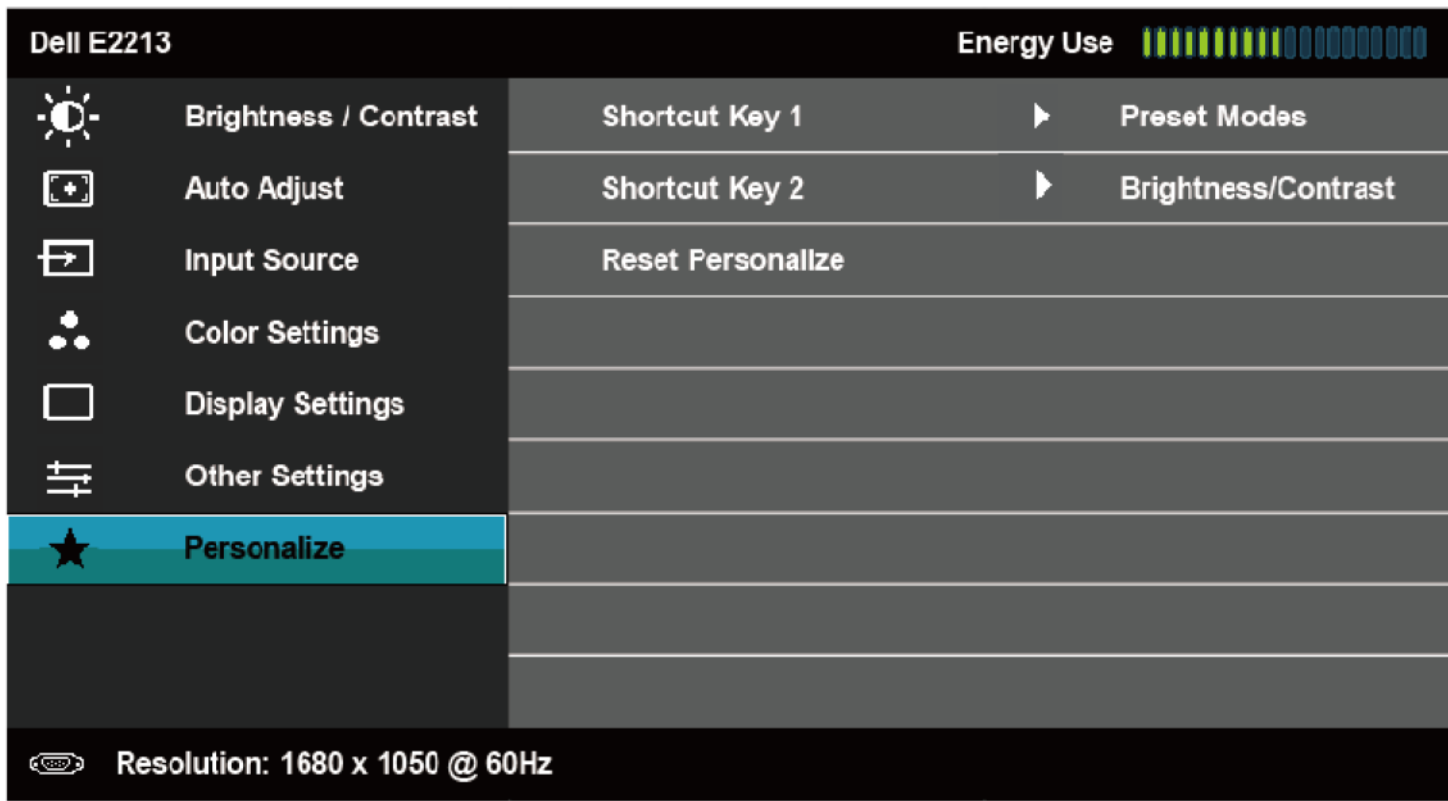 Dell E2213 Energy Use
Brightness / Contrast Shortcut Key 1 Preset Modes
Auto Adjust Shortcut Key 2 Brightness/Contrast
Input Source Reset Personalize
Color Settings
Display Settings
Other Settings
Personalize
Resolution: 1680 x 1050 @ 60Hz